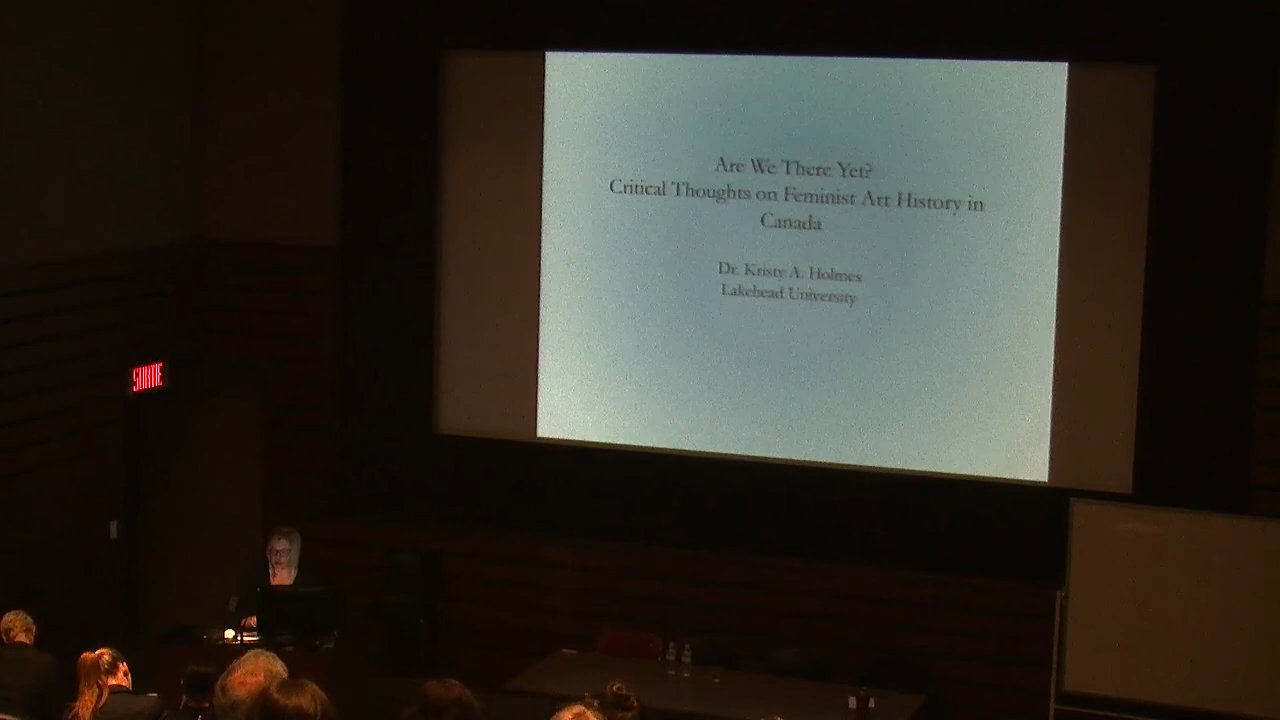 Are We There Yet?
Critical Thoughts on Feminist Art History in
Canada
Dr. Kristy A. Holmes
Lakehead University
SORTIE